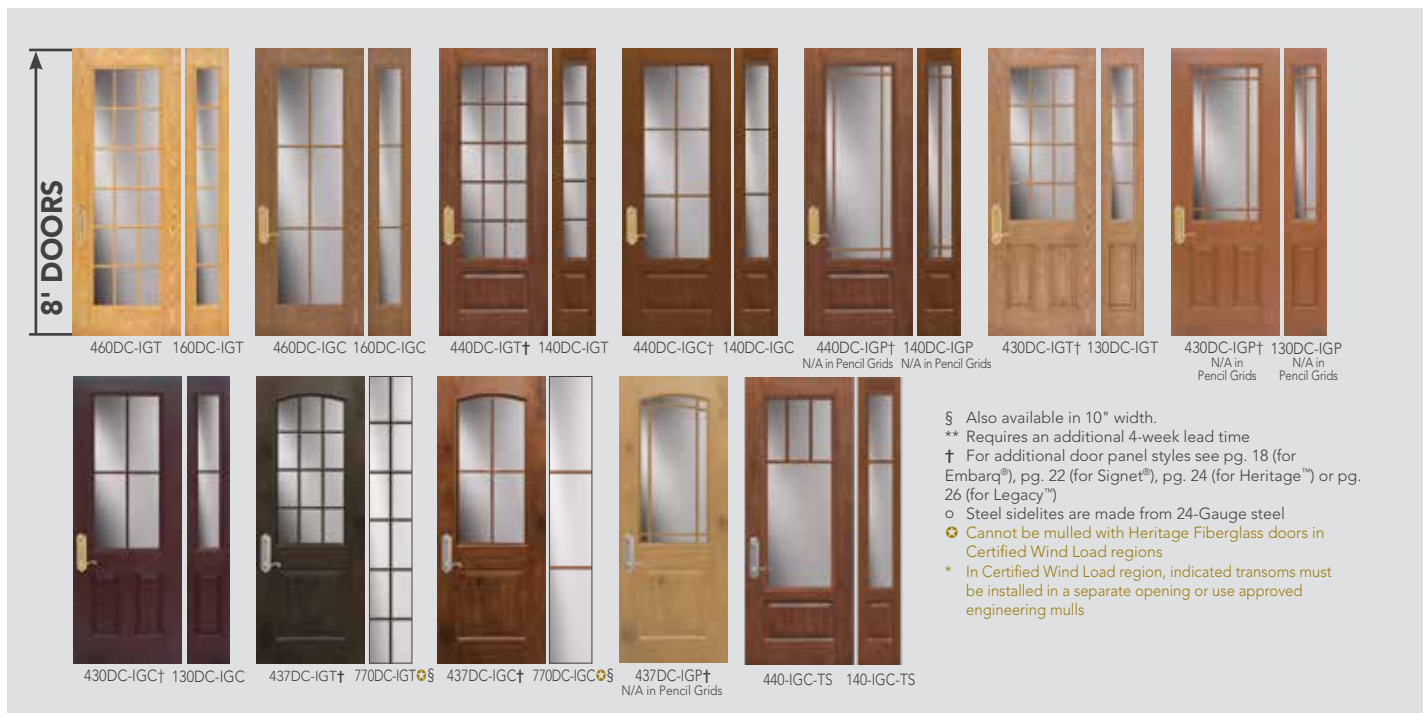 8' DOORS
460DC-IGT 160DC-IGT 460DC-IGC 160DC-IGC 440DC-IGT† 140DC-IGT 440DC-IGC† 140DC-IGC 440DC-IGP† 140DC-IGP 430DC-IGT† 130DC-IGT 430DC-IGP† 130DC-IGP
N/A in Pencil Grids N/A in Pencil Grids N/A in N/A in
Pencil Grids Pencil Grids
§ Also available in 10" width.
** Requires an additional 4-week lead time
† For additional door panel styles see pg. 18 (for
Embarq®), pg. 22 (for Signet®), pg. 24 (for Heritage™) or pg.
26 (for Legacy™)
o Steel sidelites are made from 24-Gauge steel
✪ Cannot be mulled with Heritage Fiberglass doors in
Certified Wind Load regions
* In Certified Wind Load region, indicated transoms must
be installed in a separate opening or use approved
engineering mulls
430DC-IGC† 130DC-IGC 437DC-IGT† 770DC-IGT✪§ 437DC-IGC† 770DC-IGC✪§ 437DC-IGP† 440-IGC-TS 140-IGC-TS
N/A in Pencil Grids